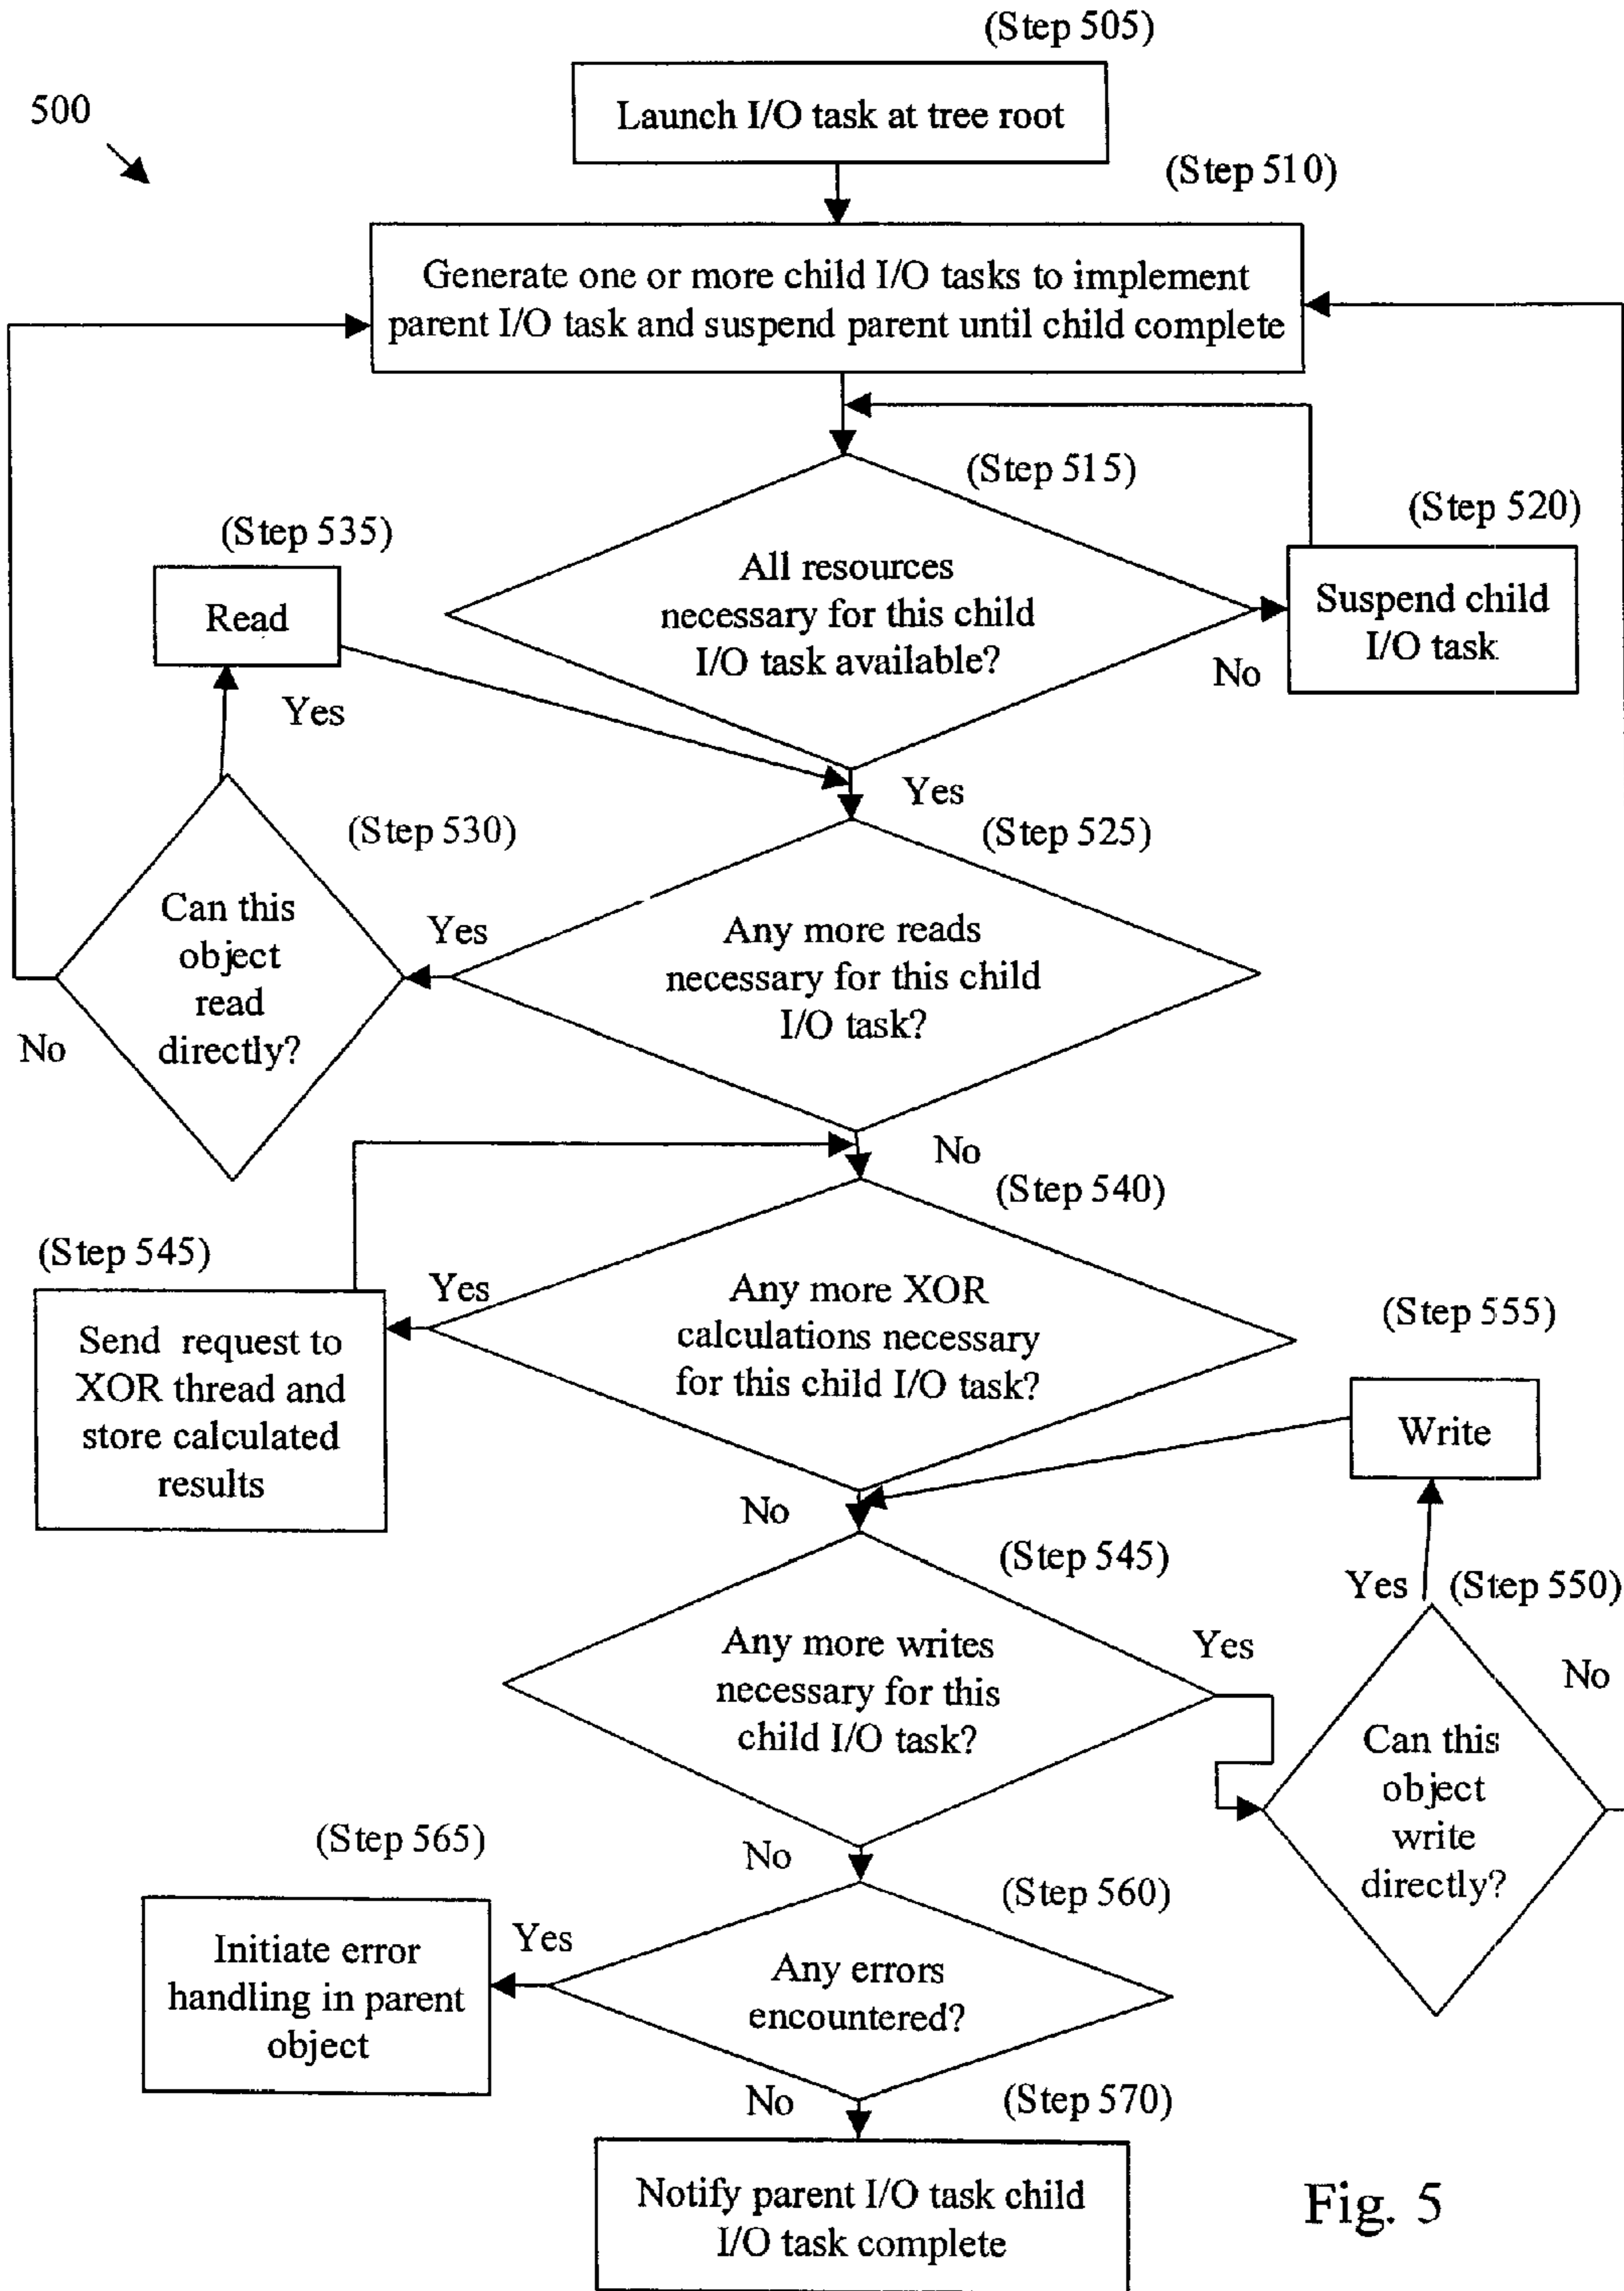 (Step 505)
500
Launch I/O task at tree root
(Step 510)
Generate one or more child I/O tasks to implement
parent I/O task and suspend parent until child complete
(Step 515)
(Step 520)
(Step 535)
All resources
necessary for this child
I/O task available?
Suspend child
I/O task
No
Read
Yes
Yes
(Step 530)
(Step 525)
Can this
object
read
directly?
No
Yes
Any more reads
necessary for this child
I/O task?
No
(Step 540)
(Step 545)
Yes
Any more XOR
calculations necessary
for this child I/O task?
Send request to
XOR thread and
store calculated
results
(Step 555)
Write
No
(Step 545)
Yes
(Step 550)
Any more writes
necessary for this
child I/O task?
Yes
No
Can this
object
write
directly?
(Step 565)
No
(Step 560)
Initiate error
handling in parent
object
Yes
Any errors
encountered?
No
(Step 570)
Notify parent I/O task child
I/O task complete
Fig. 5